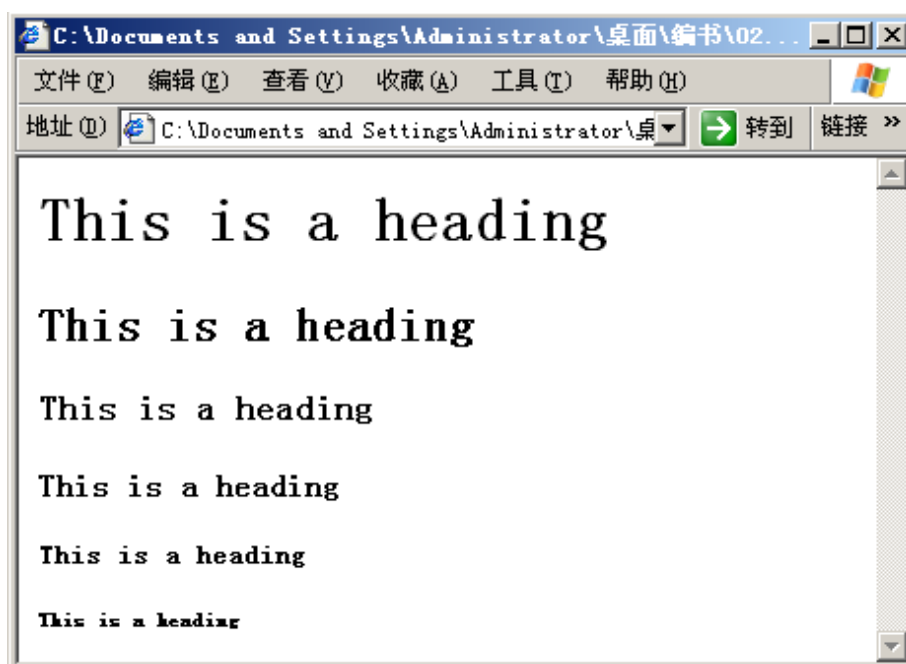 C:\Documents and Settings\Administrator\桌面\编书\02...
文件(F) 编辑(E) 查看(V) 收藏(A) 工具(T) 帮助(H)
地址(D) C:\Documents and Settings\Administrator\桌 转到 链接 »
This is a heading
This is a heading
This is a heading
This is a heading
This is a heading
This is a heading